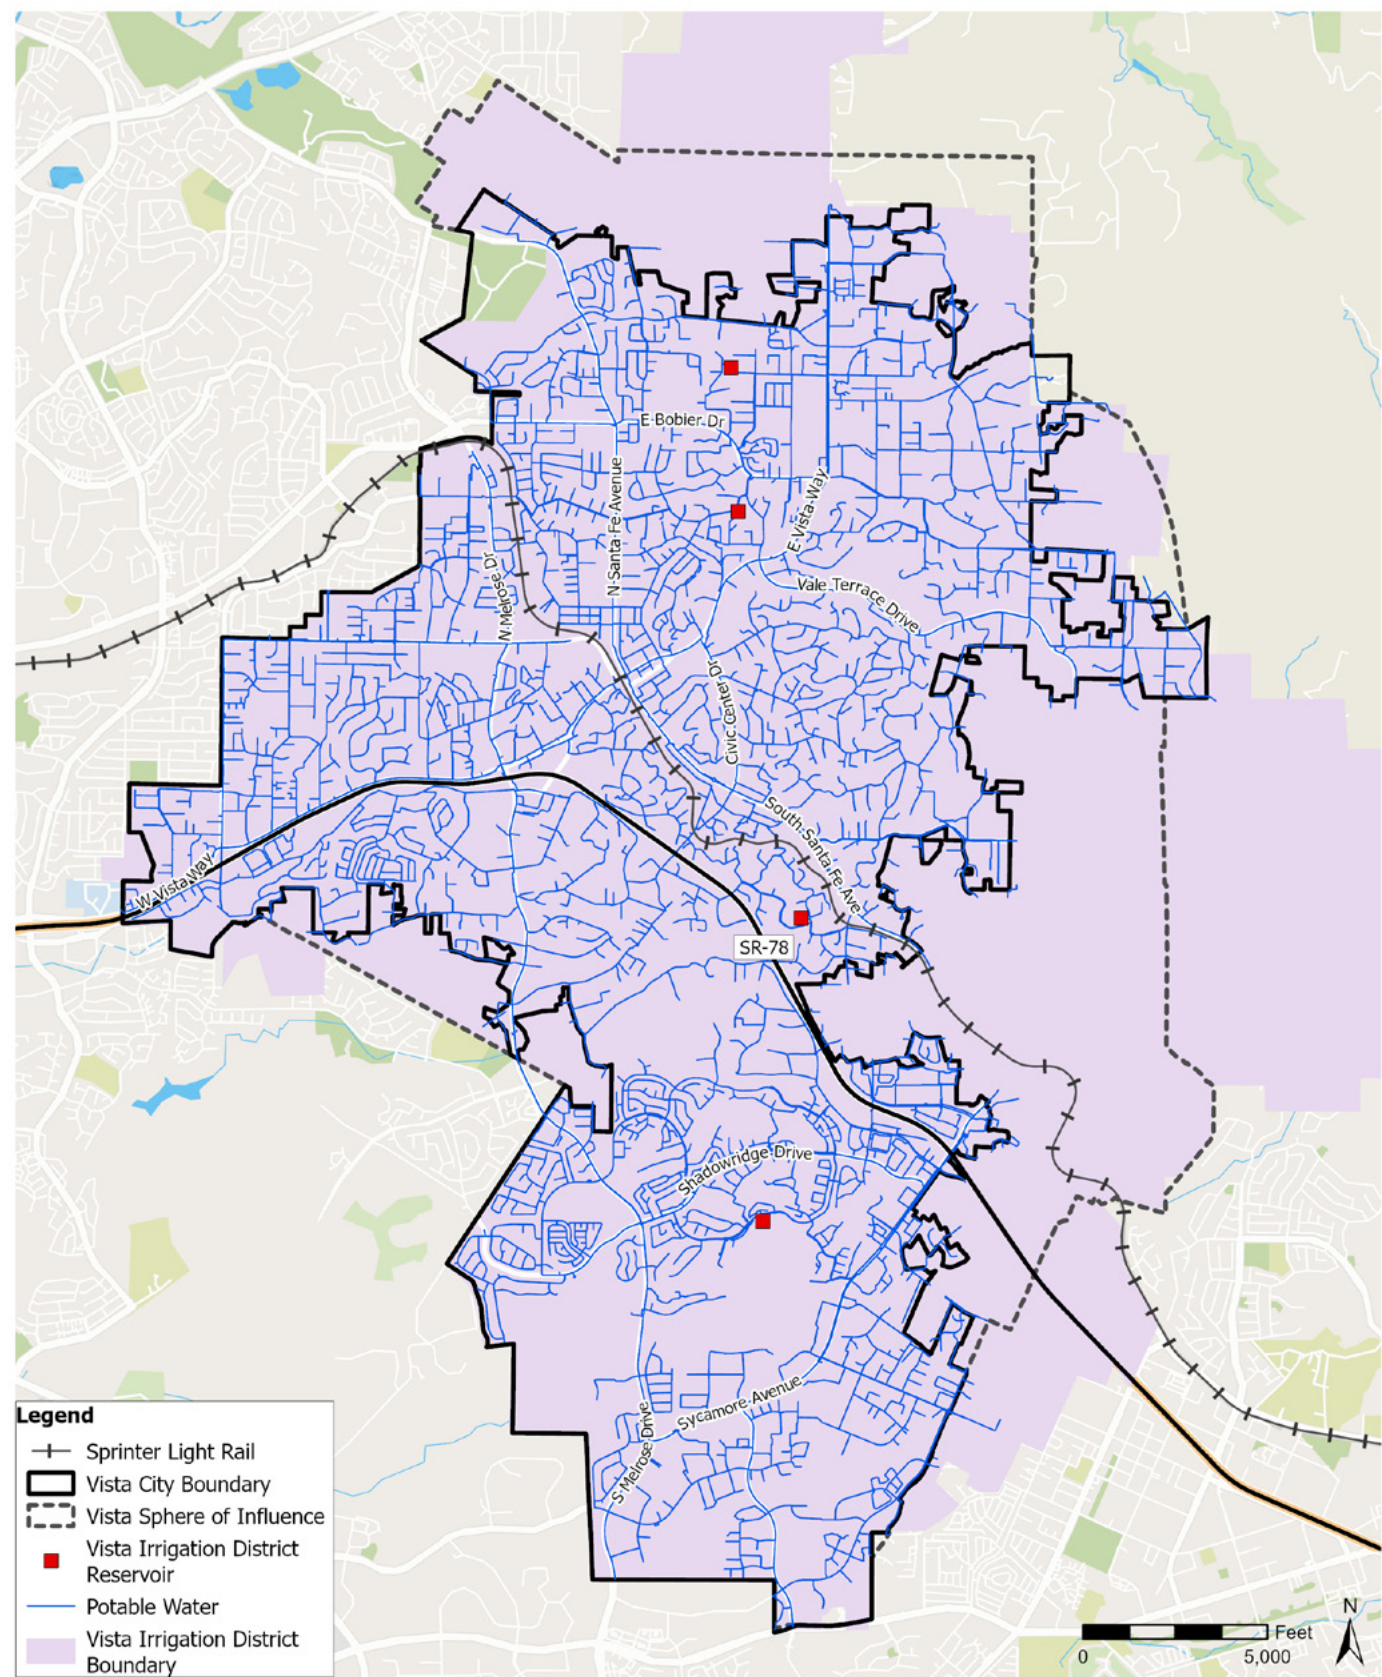 E Bobier Dr
N Santa Fe Avenue
E Vista Way
Vale Terrace Drive
N Melrose Dr
Civic Center Dr
South Santa Fe Ave
W Vista Way
SR-78
Shadowridge Drive
Sycamore Avenue
S Melrose Drive
Legend
Sprinter Light Rail
Vista City Boundary
Vista Sphere of Influence
Vista Irrigation District
Reservoir
Potable Water
Vista Irrigation District
Boundary
N
Feet
0 5,000